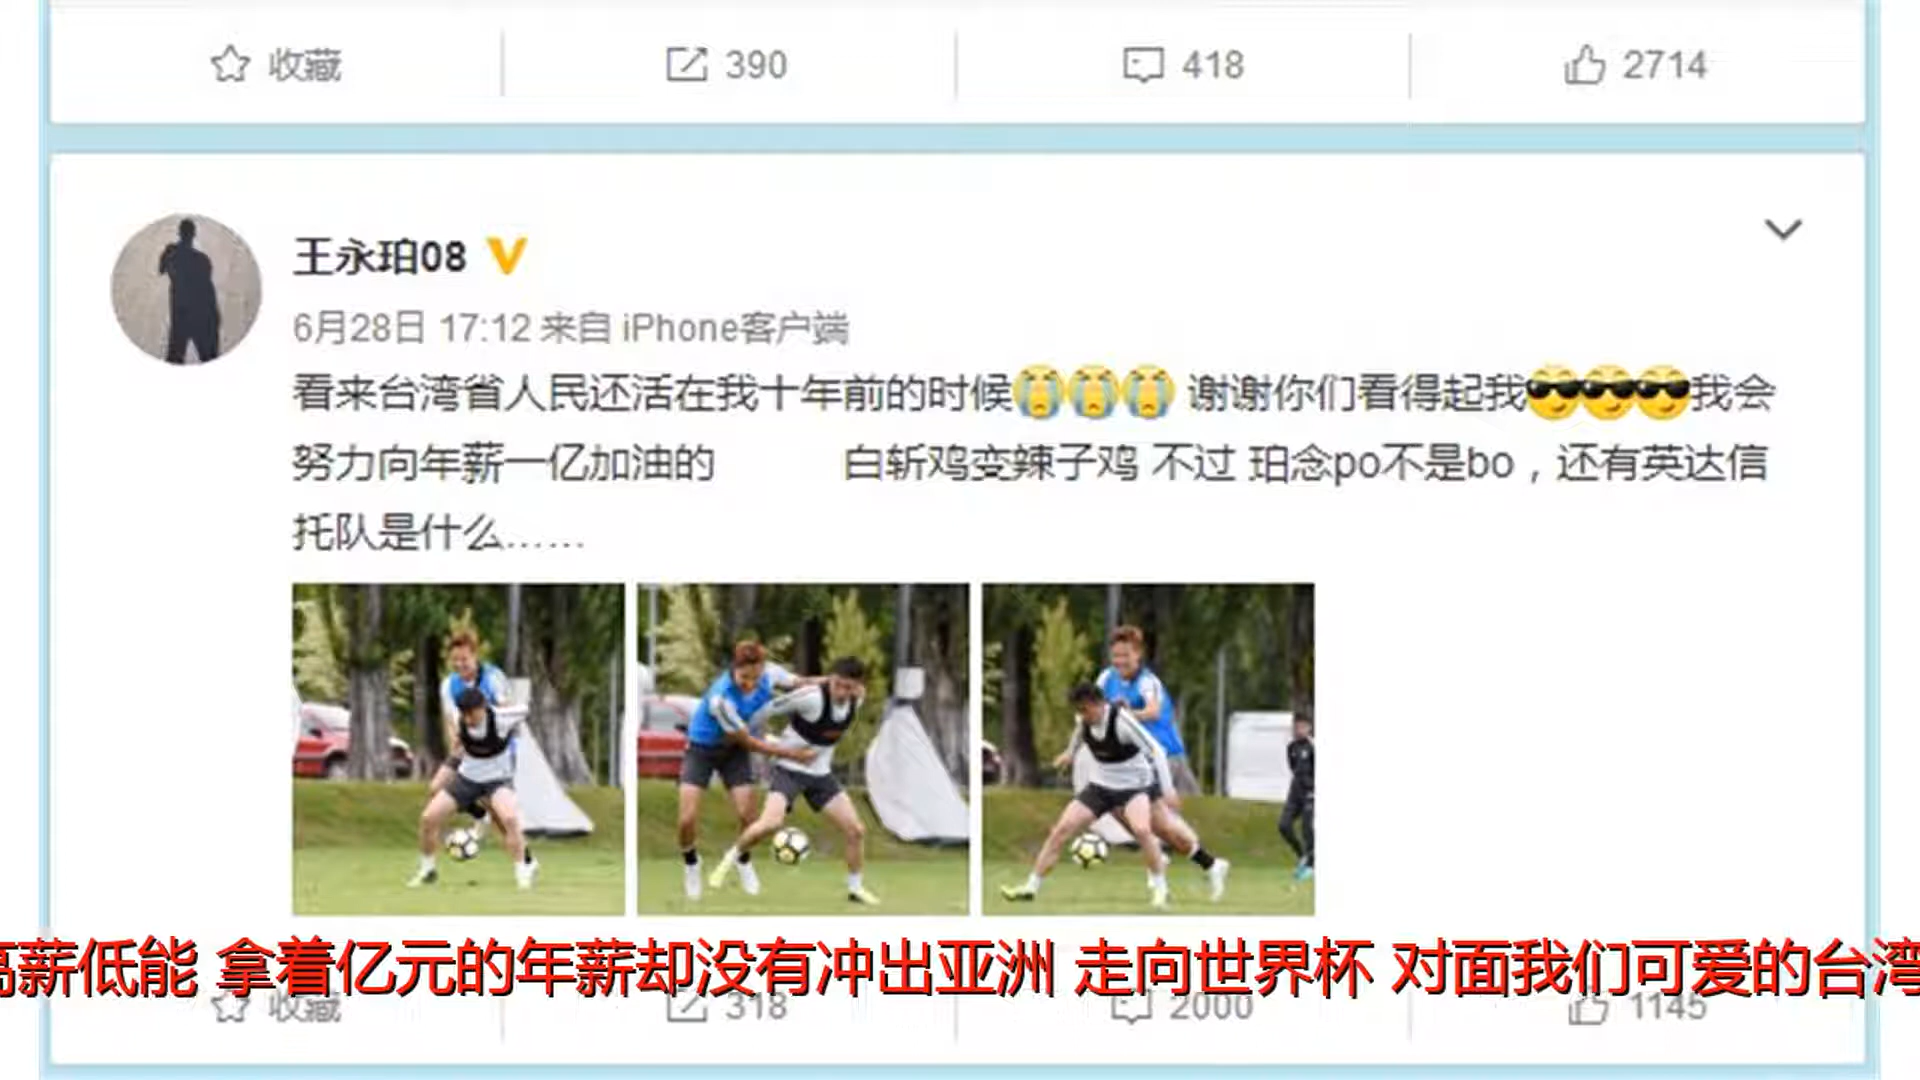 收藏 390 418 2714
王永珀08
6月28日 17:12 来自 iPhone客户端
看来台湾省人民还活在我十年前的时候 谢谢你们看得起我 我会
努力向年薪一亿加油的 白斩鸡变辣子鸡 不过 珀念po不是bo，还有英达信
托队是什么……
高薪低能 拿着亿元的年薪却没有冲出亚洲 走向世界杯 对面我们可爱的台湾
收藏 318 2000 1145